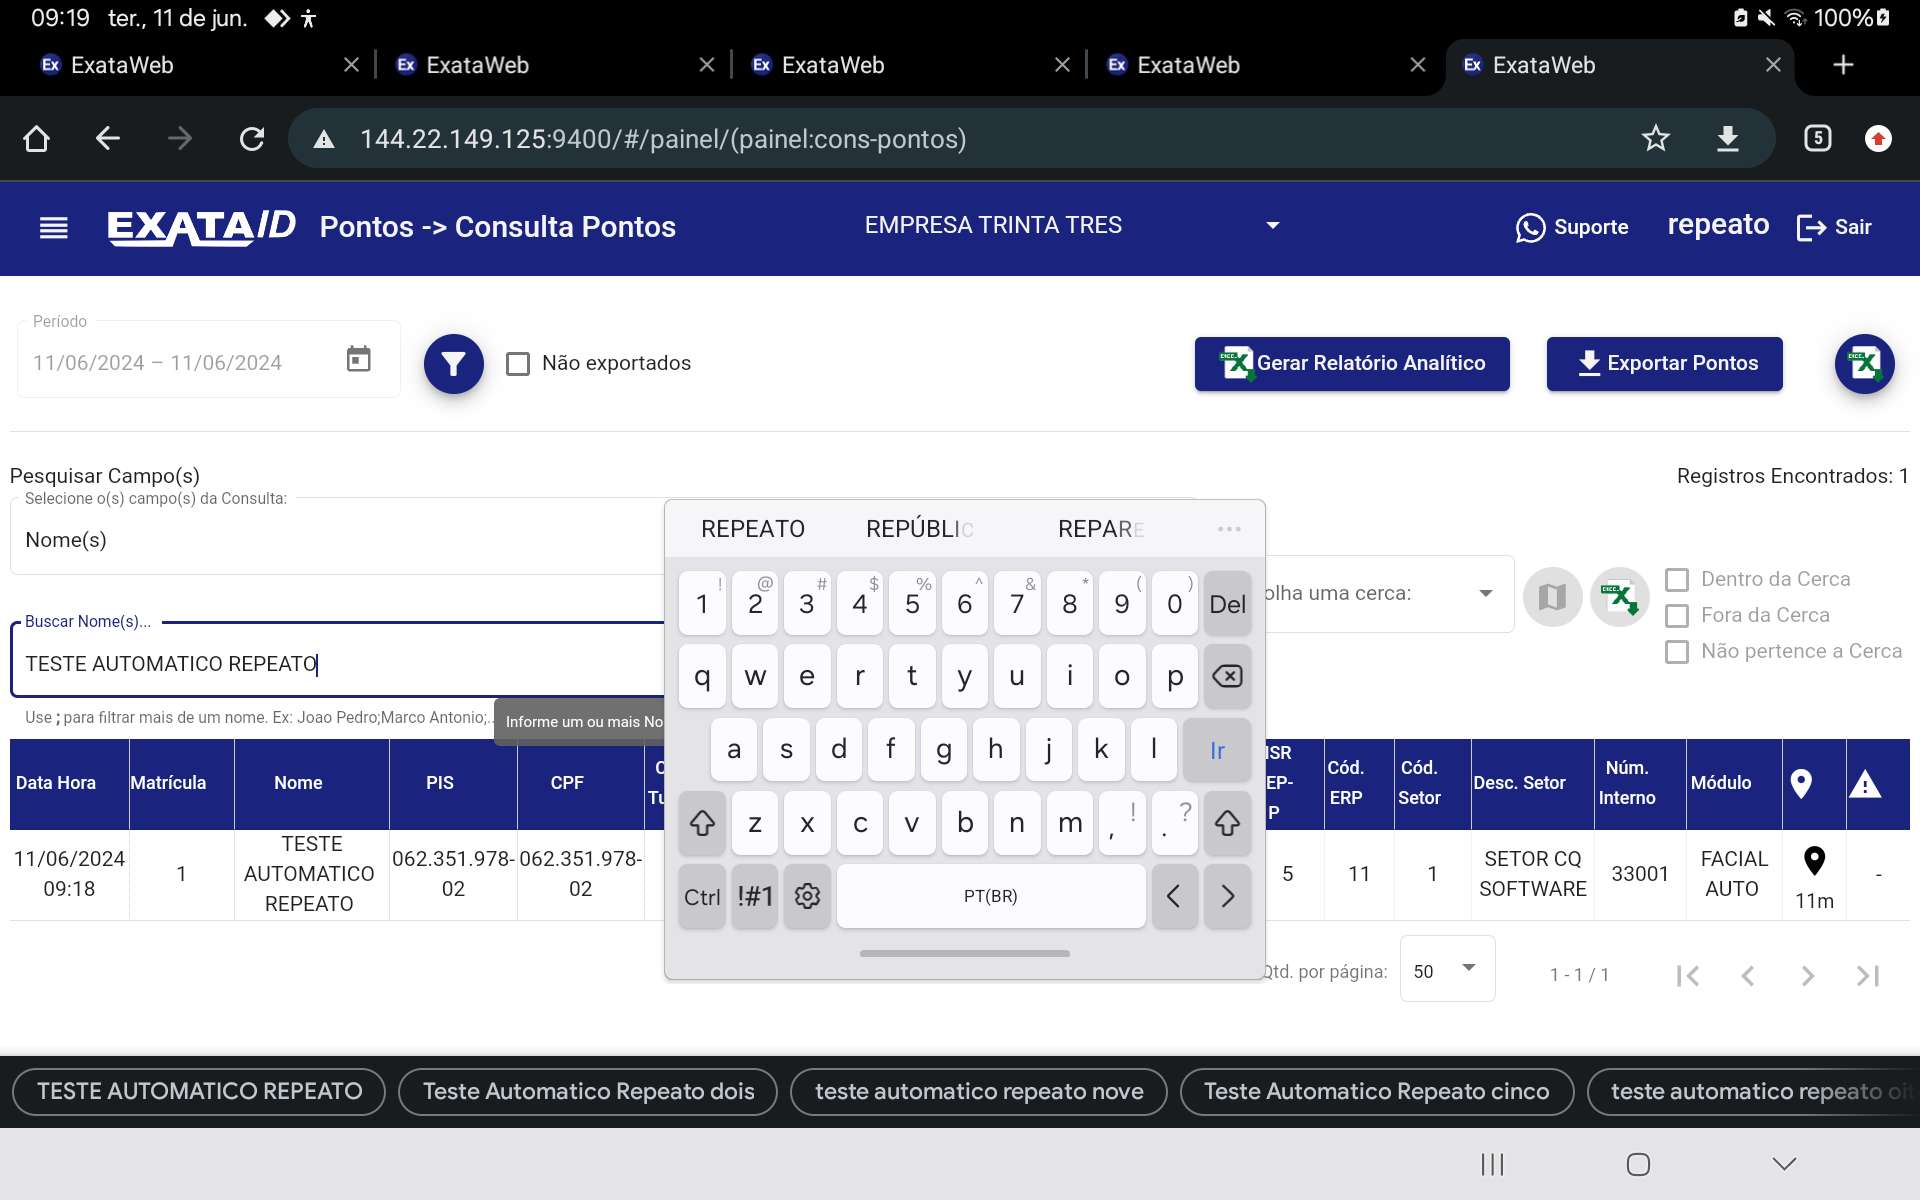 09:19 ter., 11 de jun. 100%
Ex ExataWeb Ex ExataWeb Ex ExataWeb Ex ExataWeb Ex ExataWeb
144.22.149.125:9400/#/painel/(painel:cons-pontos) 5
EXATA/ID Pontos -> Consulta Pontos EMPRESA TRINTA TRES Suporte repeato Sair
Período
11/06/2024 – 11/06/2024 Não exportados Gerar Relatório Analítico Exportar Pontos
Pesquisar Campo(s) Registros Encontrados: 1
Selecione o(s) campo(s) da Consulta:
Nome(s)
olha uma cerca:
Dentro da Cerca
Fora da Cerca
Não pertence a Cerca
Buscar Nome(s)...
TESTE AUTOMATICO REPEATO
Use ; para filtrar mais de um nome. Ex: Joao Pedro;Marco Antonio;..
Informe um ou mais No
REPEATO REPÚBLIC REPARE ...
! @ # $ % ^ & * ( )
1 2 3 4 5 6 7 8 9 0 Del
q w e r t y u i o p
a s d f g h j k l Ir
z x c v b n m , ! . ?
Ctrl !#1 PT(BR)
Data Hora Matrícula Nome PIS CPF
Cód. ERP Cód. Setor Desc. Setor Núm. Interno Módulo
11/06/2024 09:18 1 TESTE AUTOMATICO REPEATO 062.351.978-02 062.351.978-02 5 11 1 SETOR CQ SOFTWARE 33001 FACIAL AUTO 11m -
Qtd. por página: 50 1 - 1 / 1
TESTE AUTOMATICO REPEATO Teste Automatico Repeato dois teste automatico repeato nove Teste Automatico Repeato cinco teste automatico repeato oit